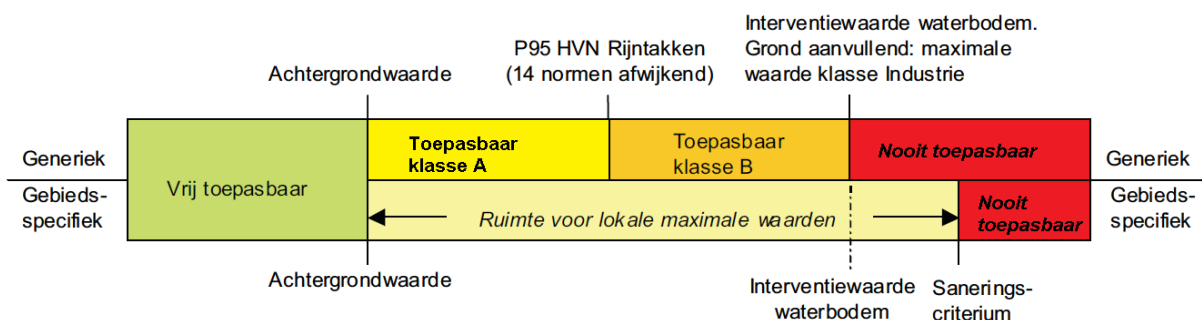 Interventiewaarde waterbodem.
P95 HVN Rijntakken
Grond aanvullend: maximale
Achtergrondwaarde
(14 normen afwijkend)
waarde klasse Industrie
Generiek
Vrij toepasbaar
Toepasbaar
klasse A
Toepasbaar
klasse B
Nooit toepasbaar
Generiek
Gebieds-
specifiek
Ruimte voor lokale maximale waarden
Nooit
toepasbaar
Gebieds-
specifiek
Achtergrondwaarde
Interventiewaarde
waterbodem
Sanerings-
criterium